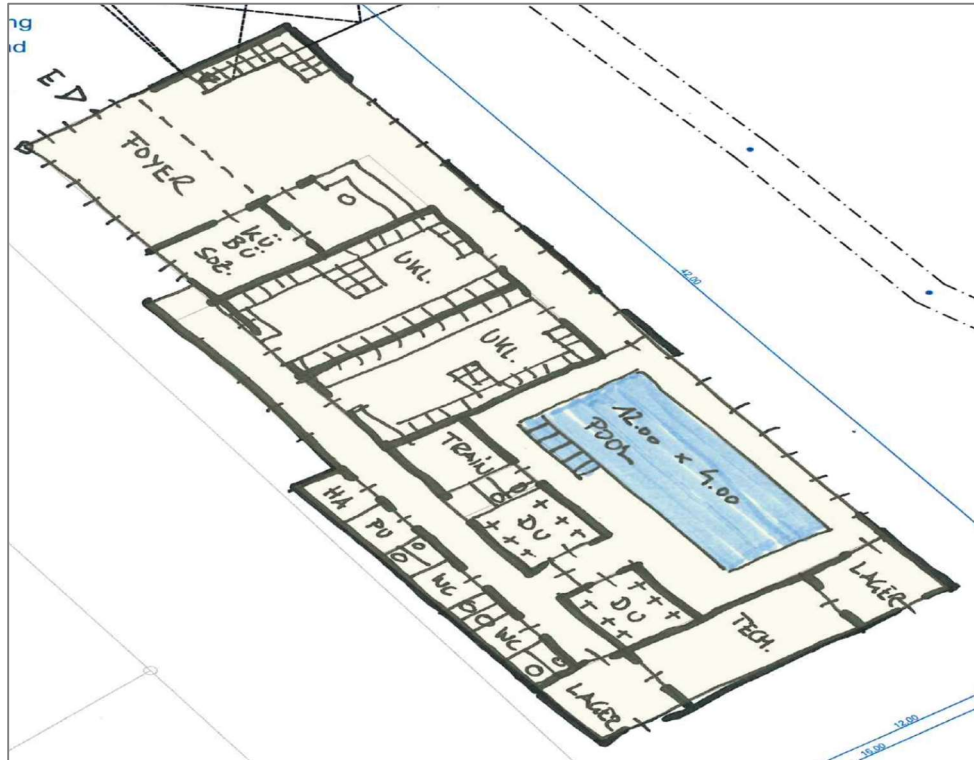 ng
nd
E
FOYER
KÜ.
BÜ
Soz.
UKL.
UKL.
42.00
12.00 x 4.00
POOL
TRAIN
DU
DU
HA
PU
WC
WC
LAGER
TECH.
LAGER
12.00
16.00